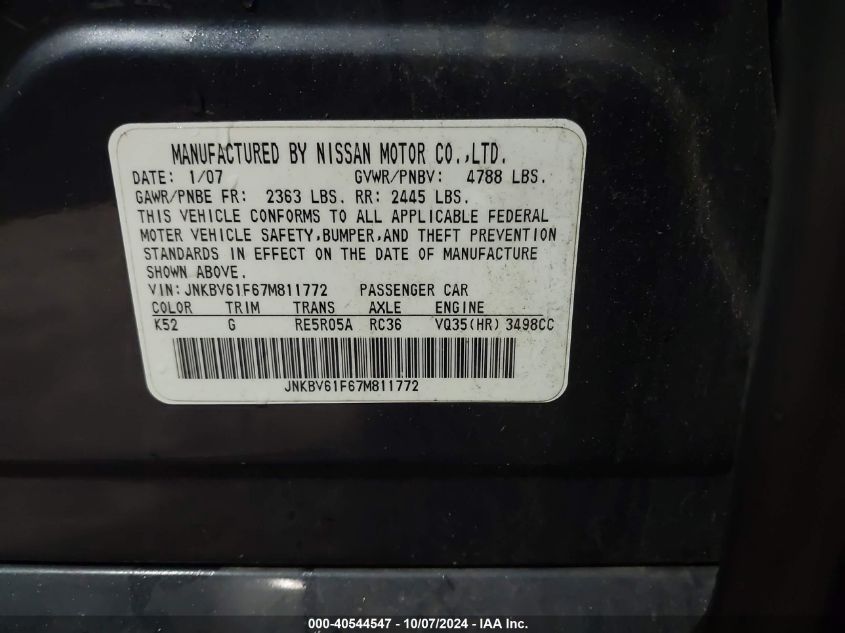 MANUFACTURED BY NISSAN MOTOR CO.,LTD.
DATE: 1/07 GVWR/PNBV: 4788 LBS.
GAWR/PNBE FR: 2363 LBS. RR: 2445 LBS.
THIS VEHICLE CONFORMS TO ALL APPLICABLE FEDERAL
MOTER VEHICLE SAFETY,BUMPER,AND THEFT PREVENTION
STANDARDS IN EFFECT ON THE DATE OF MANUFACTURE
SHOWN ABOVE.
VIN: JNKBV61F67M811772 PASSENGER CAR
COLOR TRIM TRANS AXLE ENGINE
K52 G RE5R05A RC36 VQ35(HR) 3498CC
JNKBV61F67M811772
000-40544547 - 10/07/2024 - IAA Inc.